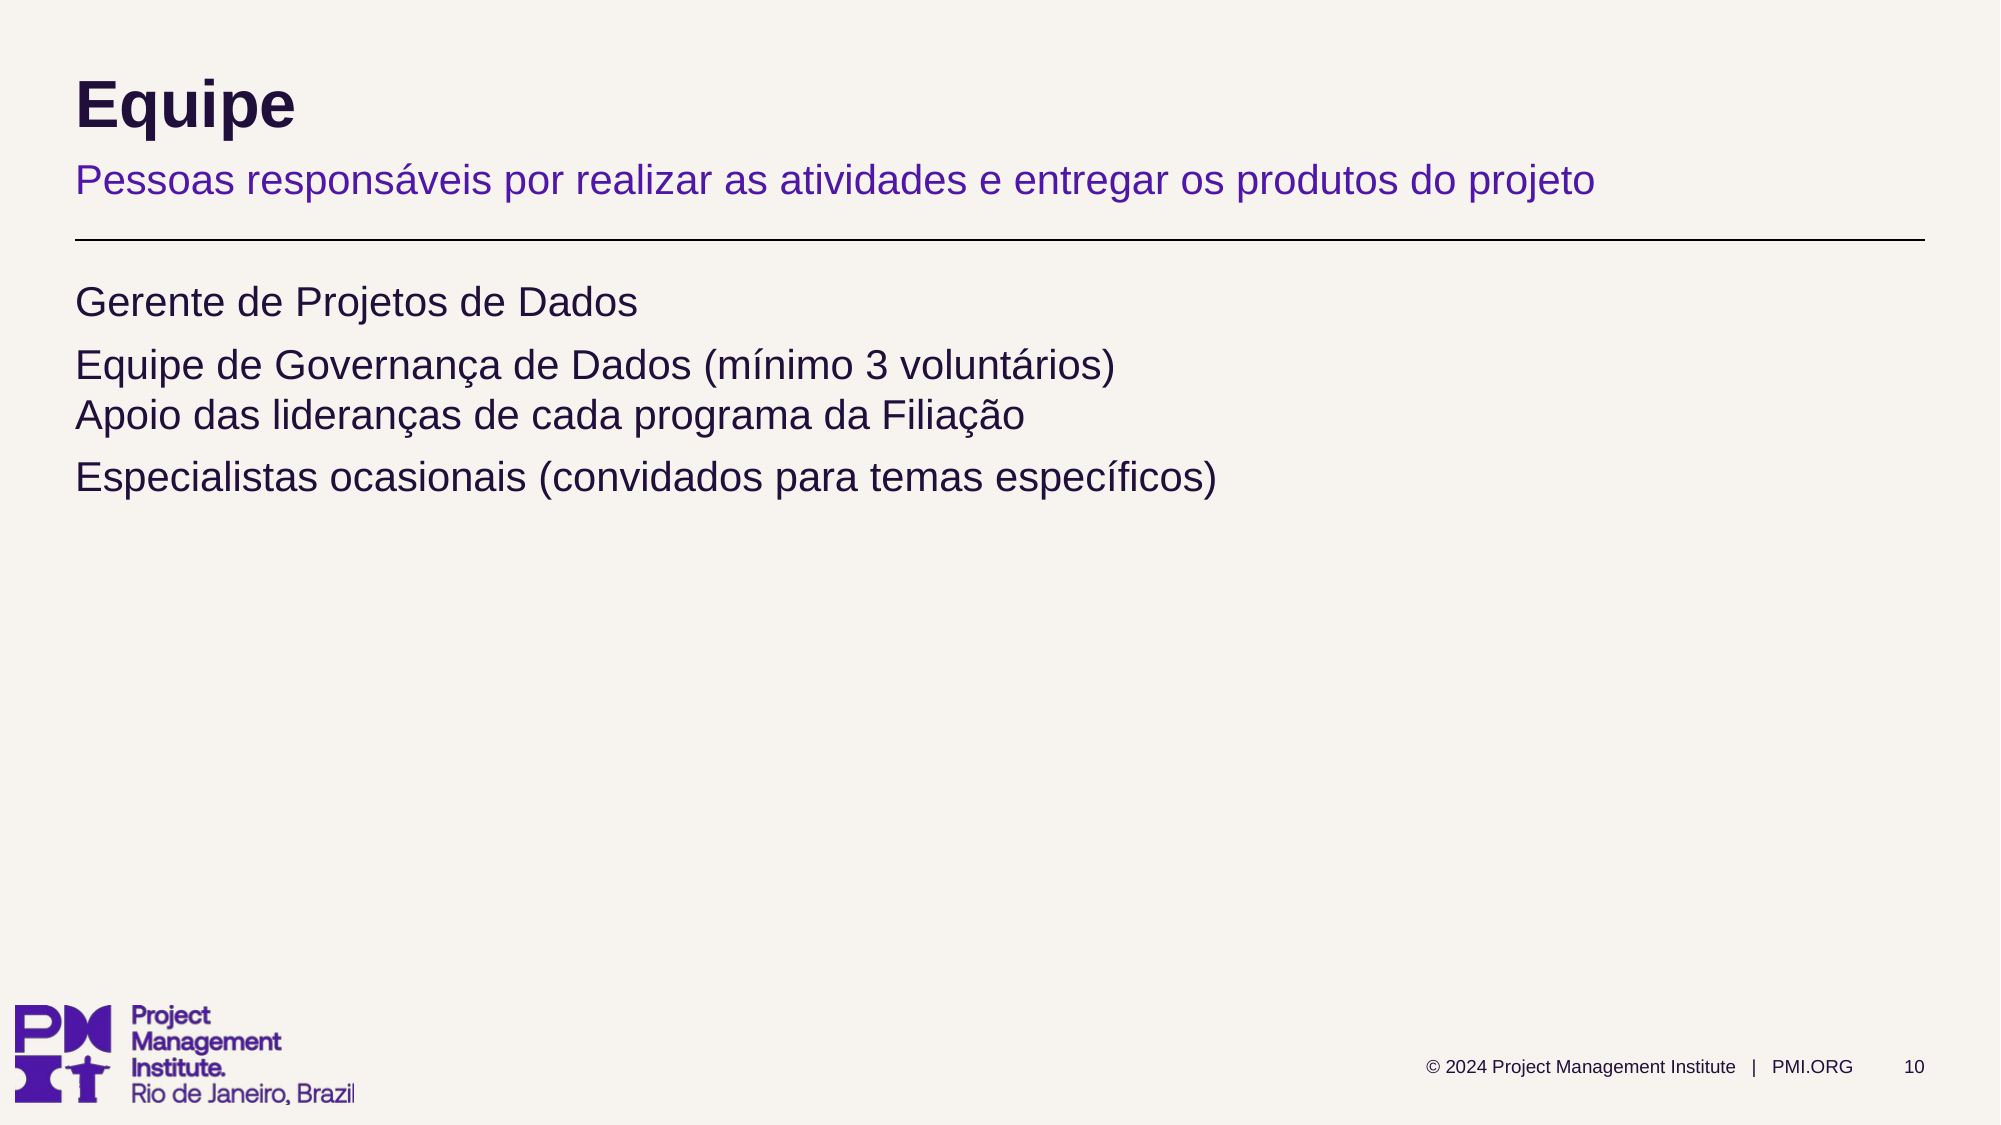 Equipe
Pessoas responsáveis por realizar as atividades e entregar os produtos do projeto
Gerente de Projetos de Dados
Equipe de Governança de Dados (mínimo 3 voluntários)
Apoio das lideranças de cada programa da Filiação
Especialistas ocasionais (convidados para temas específicos)
Project
Management
Institute.
Rio de Janeiro, Brazil
© 2024 Project Management Institute | PMI.ORG 10